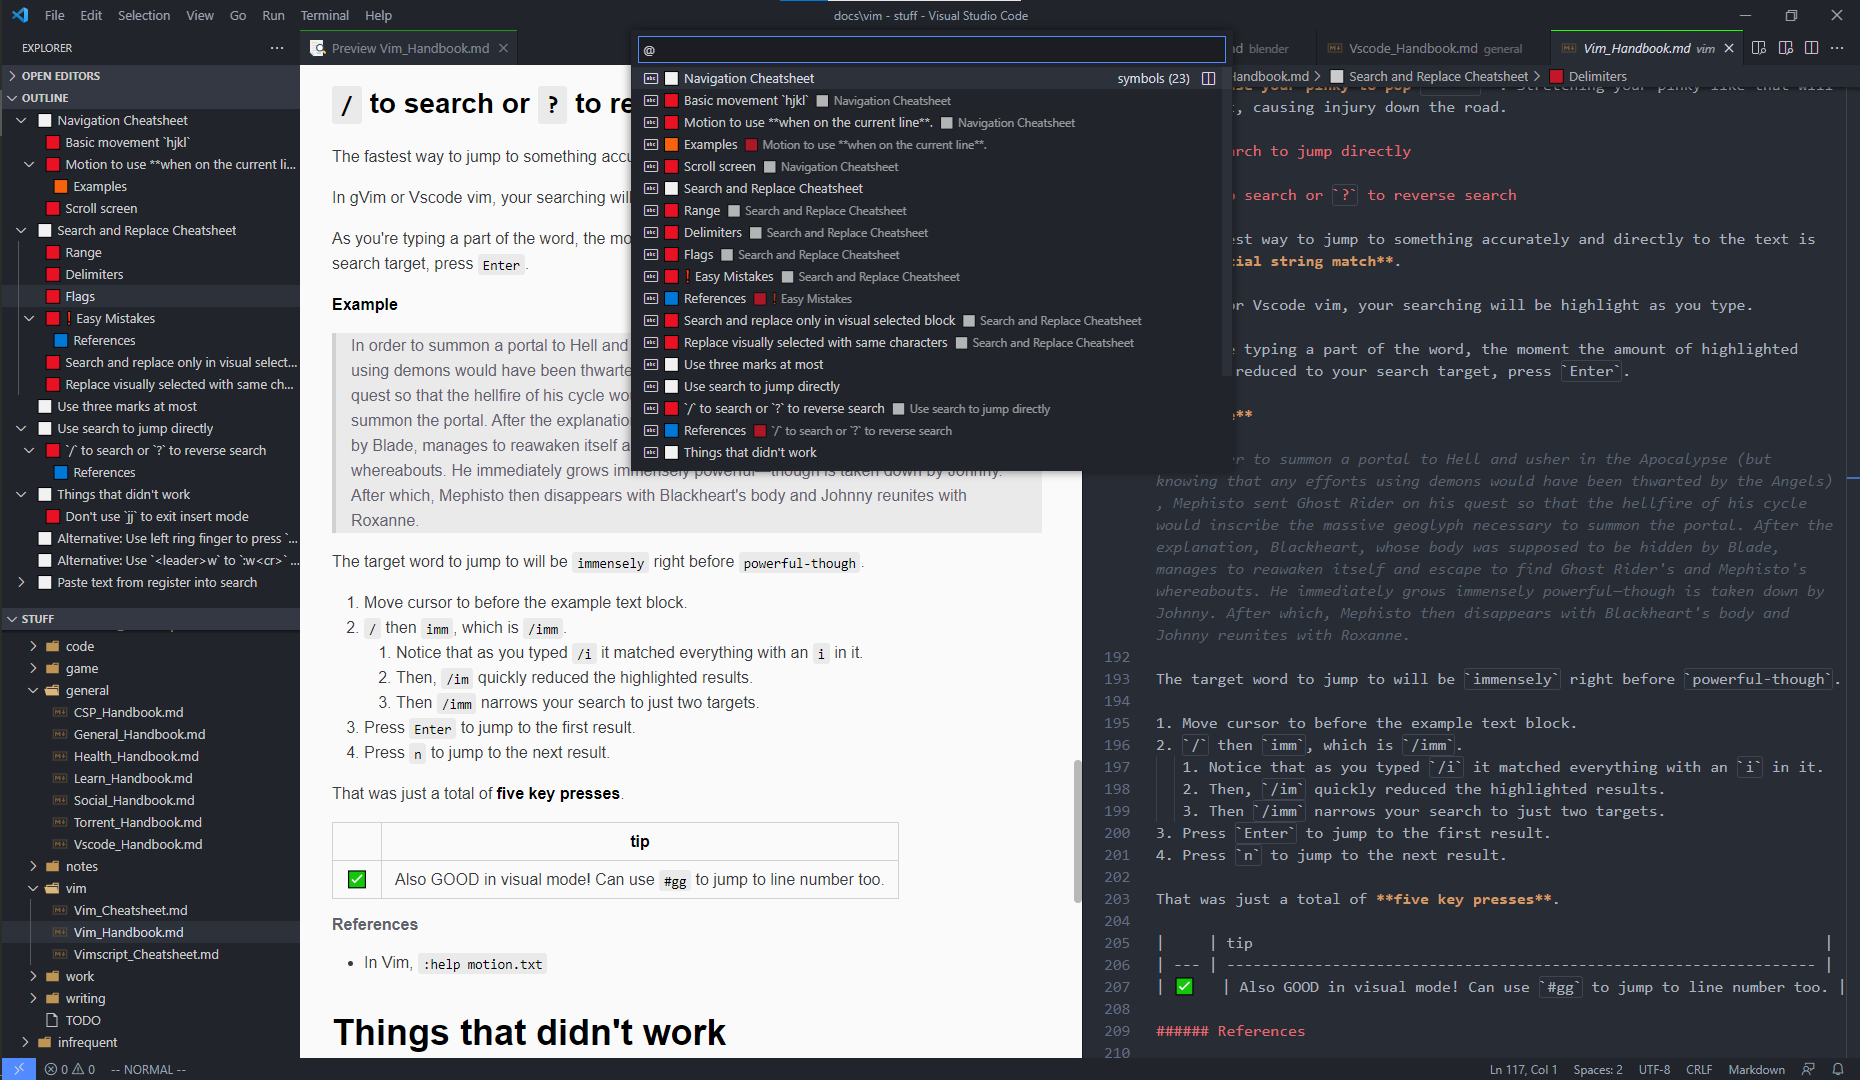 File Edit Selection View Go Run Terminal Help
docs\vim - stuff - Visual Studio Code
EXPLORER
OPEN EDITORS
OUTLINE
Navigation Cheatsheet
Basic movement `hjkl`
Motion to use **when on the current li...
Examples
Scroll screen
Search and Replace Cheatsheet
Range
Delimiters
Flags
! Easy Mistakes
References
Search and replace only in visual select...
Replace visually selected with same ch...
Use three marks at most
Use search to jump directly
`/` to search or `?` to reverse search
References
Things that didn't work
Don't use `jj` to exit insert mode
Alternative: Use left ring finger to press `...
Alternative: Use `<leader>w` to `:w<cr>` ...
Paste text from register into search
STUFF
code
game
general
CSP_Handbook.md
General_Handbook.md
Health_Handbook.md
Learn_Handbook.md
Social_Handbook.md
Torrent_Handbook.md
Vscode_Handbook.md
notes
vim
Vim_Cheatsheet.md
Vim_Handbook.md
Vimscript_Cheatsheet.md
work
writing
TODO
infrequent
Preview Vim_Handbook.md
/ to search or ? to re
The fastest way to jump to something accu
In gVim or Vscode vim, your searching will
As you're typing a part of the word, the mo
search target, press Enter.
Example
In order to summon a portal to Hell and
using demons would have been thwarte
quest so that the hellfire of his cycle wo
summon the portal. After the explanation
by Blade, manages to reawaken itself a
whereabouts. He immediately grows immensely powerful—though is taken down by Johnny.
After which, Mephisto then disappears with Blackheart's body and Johnny reunites with
Roxanne.
The target word to jump to will be immensely right before powerful-though.
1. Move cursor to before the example text block.
2. / then imm, which is /imm.
1. Notice that as you typed /i it matched everything with an i in it.
2. Then, /im quickly reduced the highlighted results.
3. Then /imm narrows your search to just two targets.
3. Press Enter to jump to the first result.
4. Press n to jump to the next result.
That was just a total of five key presses.
tip
✅ Also GOOD in visual mode! Can use #gg to jump to line number too.
References
• In Vim, :help motion.txt
Things that didn't work
@
Navigation Cheatsheet symbols (23)
Basic movement `hjkl` Navigation Cheatsheet
Motion to use **when on the current line**. Navigation Cheatsheet
Examples Motion to use **when on the current line**.
Scroll screen Navigation Cheatsheet
Search and Replace Cheatsheet
Range Search and Replace Cheatsheet
Delimiters Search and Replace Cheatsheet
Flags Search and Replace Cheatsheet
! Easy Mistakes Search and Replace Cheatsheet
References ! Easy Mistakes
Search and replace only in visual selected block Search and Replace Cheatsheet
Replace visually selected with same characters Search and Replace Cheatsheet
Use three marks at most
Use search to jump directly
`/` to search or `?` to reverse search Use search to jump directly
References `/` to search or `?` to reverse search
Things that didn't work
nd blender Vscode_Handbook.md general Vim_Handbook.md vim
Handbook.md > Search and Replace Cheatsheet > Delimiters
, causing injury down the road.
rch to jump directly
o search or `?` to reverse search
est way to jump to something accurately and directly to the text is
tial string match**.
or Vscode vim, your searching will be highlight as you type.
e typing a part of the word, the moment the amount of highlighted
reduced to your search target, press `Enter`.
e**
er to summon a portal to Hell and usher in the Apocalypse (but
knowing that any efforts using demons would have been thwarted by the Angels)
, Mephisto sent Ghost Rider on his quest so that the hellfire of his cycle
would inscribe the massive geoglyph necessary to summon the portal. After the
explanation, Blackheart, whose body was supposed to be hidden by Blade,
manages to reawaken itself and escape to find Ghost Rider's and Mephisto's
whereabouts. He immediately grows immensely powerful—though is taken down by
Johnny. After which, Mephisto then disappears with Blackheart's body and
Johnny reunites with Roxanne.
192
193 The target word to jump to will be `immensely` right before `powerful-though`.
194
195 1. Move cursor to before the example text block.
196 2. `/` then `imm`, which is `/imm`.
197 1. Notice that as you typed `/i` it matched everything with an `i` in it.
198 2. Then, `/im` quickly reduced the highlighted results.
199 3. Then `/imm` narrows your search to just two targets.
200 3. Press `Enter` to jump to the first result.
201 4. Press `n` to jump to the next result.
202
203 That was just a total of **five key presses**.
204
205 | | tip |
206 | --- | ------------------------------------------------------------------- |
207 | ✅ | Also GOOD in visual mode! Can use `#gg` to jump to line number too. |
208
209 ###### References
210
0 0 -- NORMAL --
Ln 117, Col 1 Spaces: 2 UTF-8 CRLF Markdown